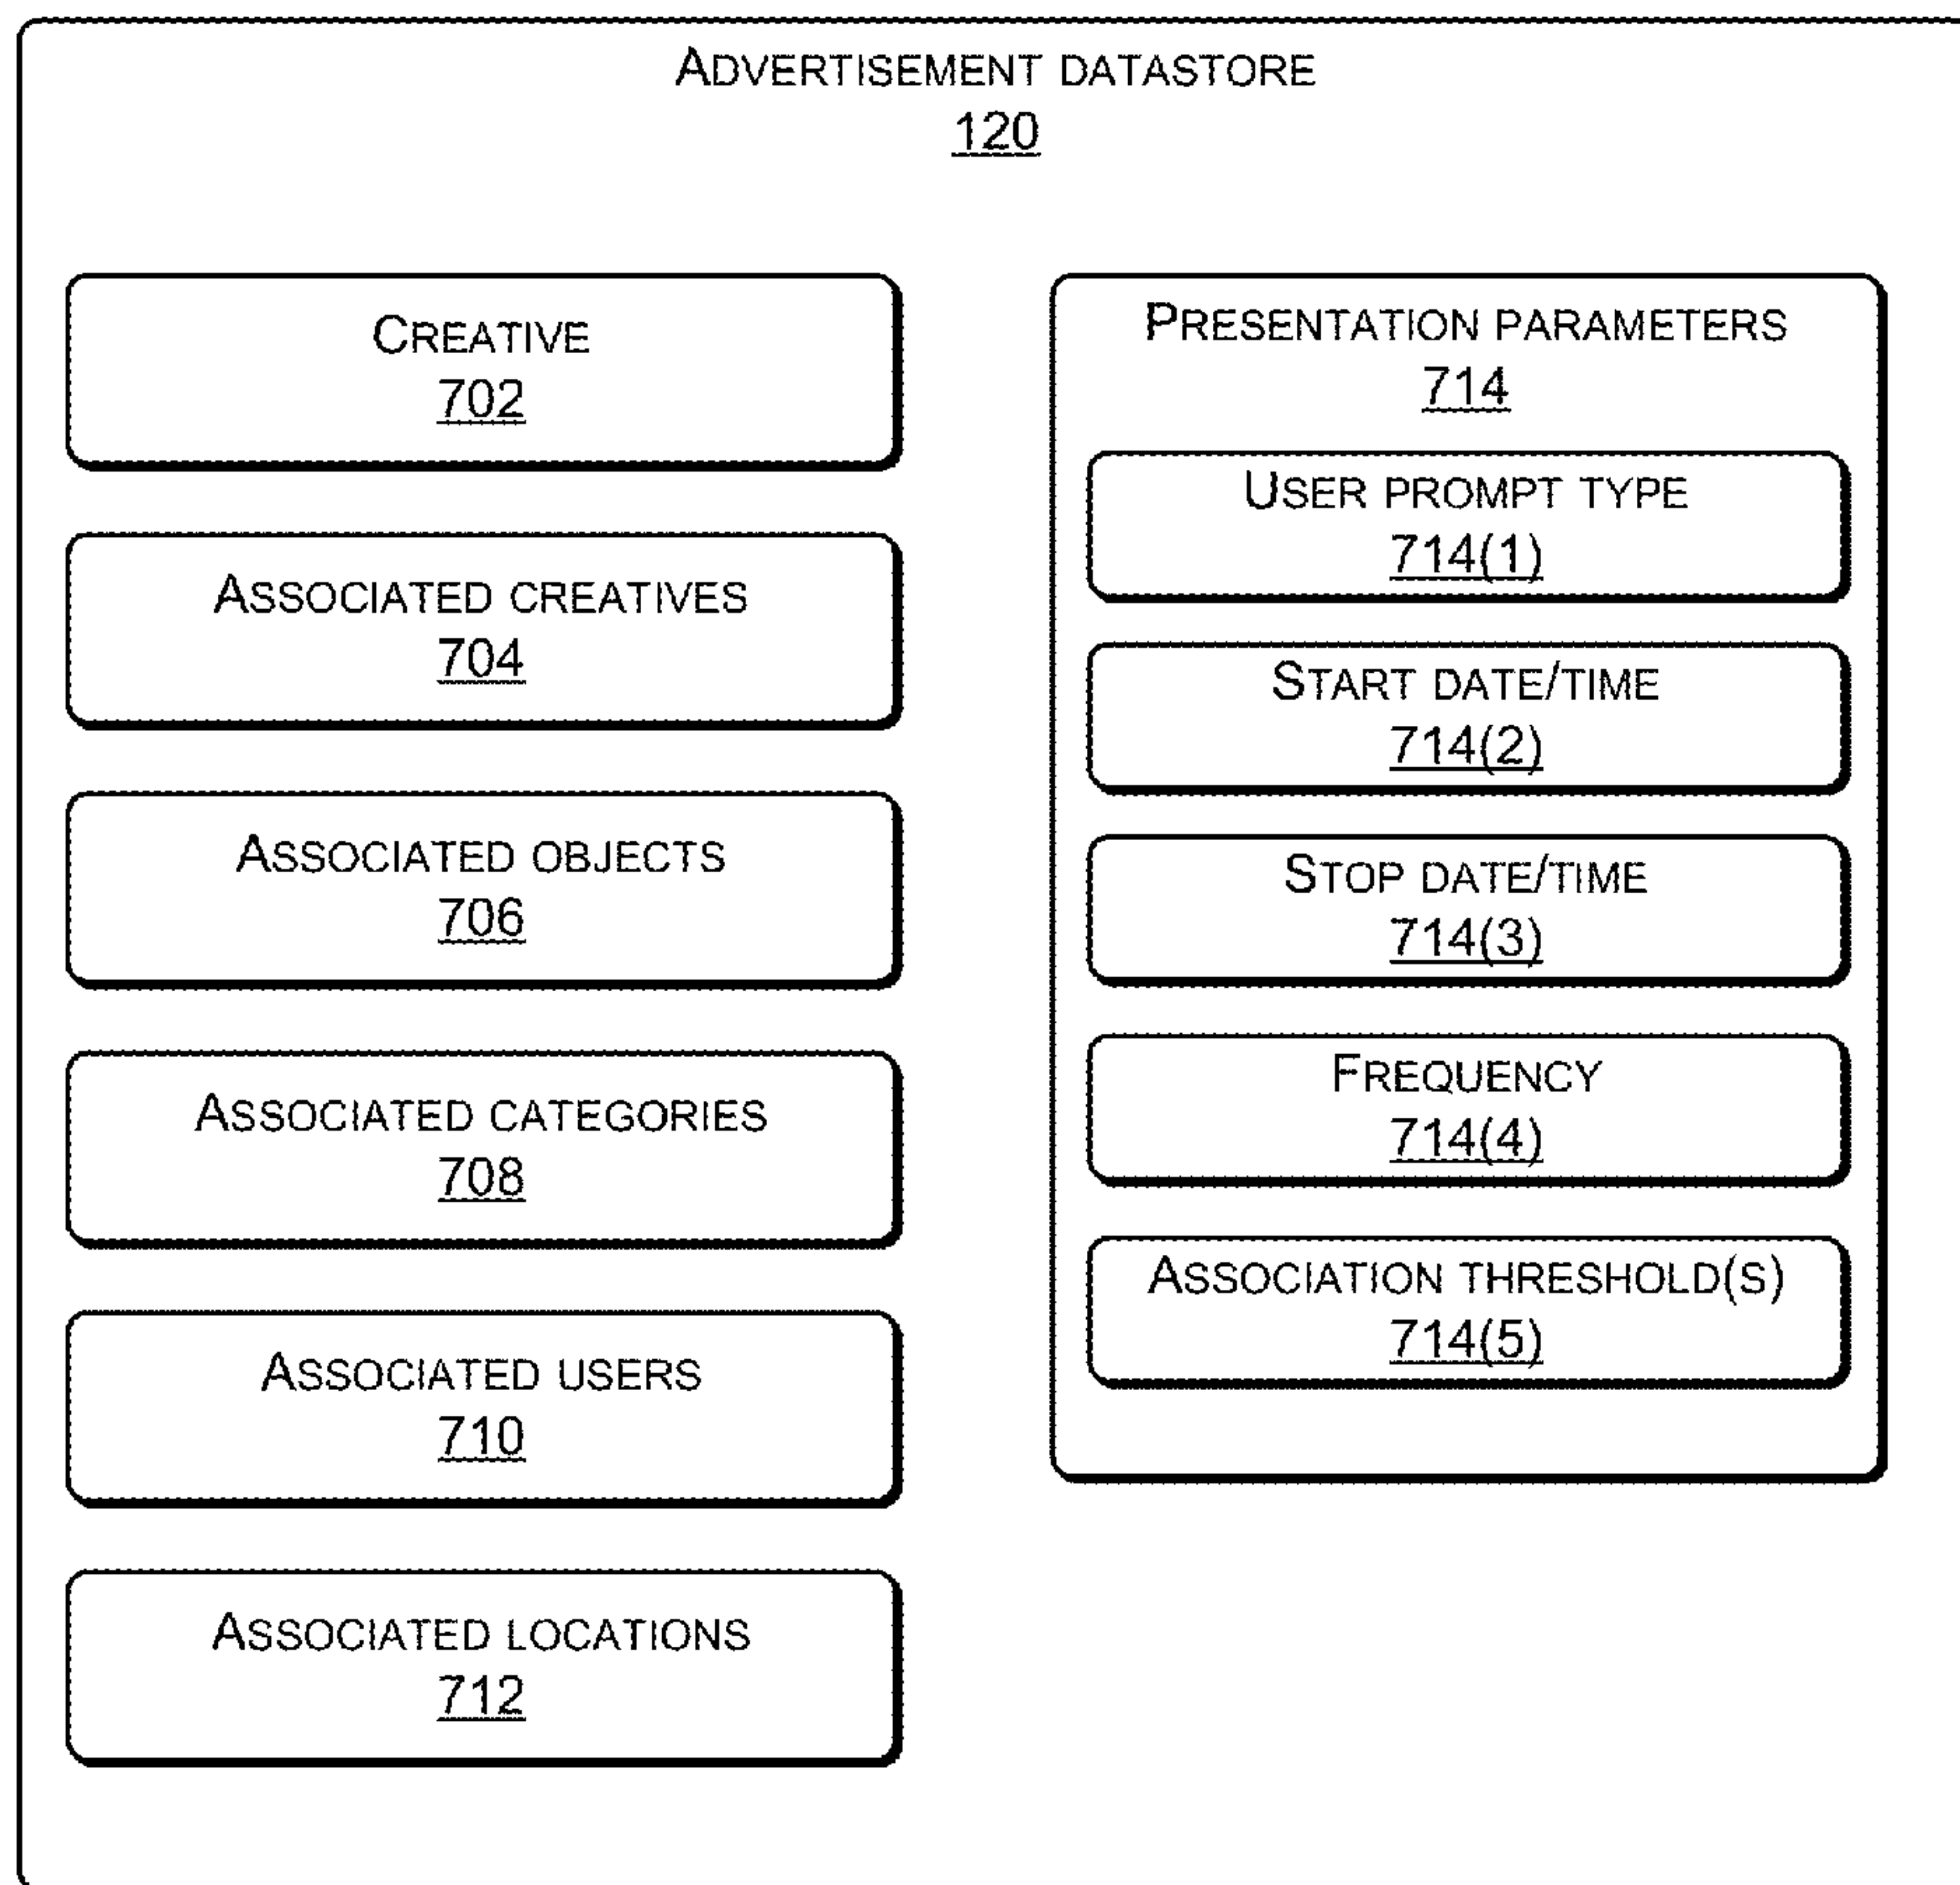 ADVERTISEMENT DATASTORE
120
CREATIVE
702
ASSOCIATED CREATIVES
704
ASSOCIATED OBJECTS
706
ASSOCIATED CATEGORIES
708
ASSOCIATED USERS
710
ASSOCIATED LOCATIONS
712
PRESENTATION PARAMETERS
714
USER PROMPT TYPE
714(1)
START DATE/TIME
714(2)
STOP DATE/TIME
714(3)
FREQUENCY
714(4)
ASSOCIATION THRESHOLD(S)
714(5)